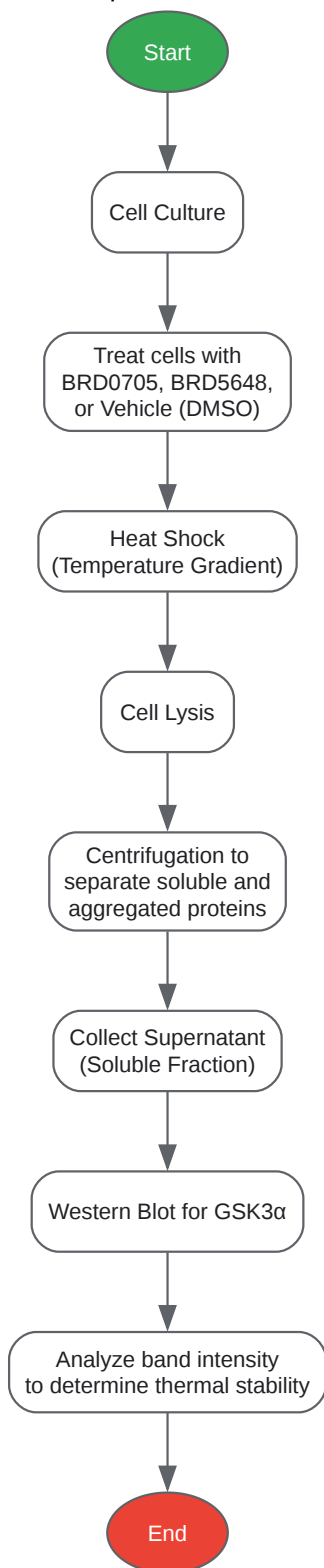 Start
Cell Culture
Treat cells with
BRD0705, BRD5648,
or Vehicle (DMSO)
Heat Shock
(Temperature Gradient)
Cell Lysis
Centrifugation to
separate soluble and
aggregated proteins
Collect Supernatant
(Soluble Fraction)
Western Blot for GSK3α
Analyze band intensity
to determine thermal stability
End